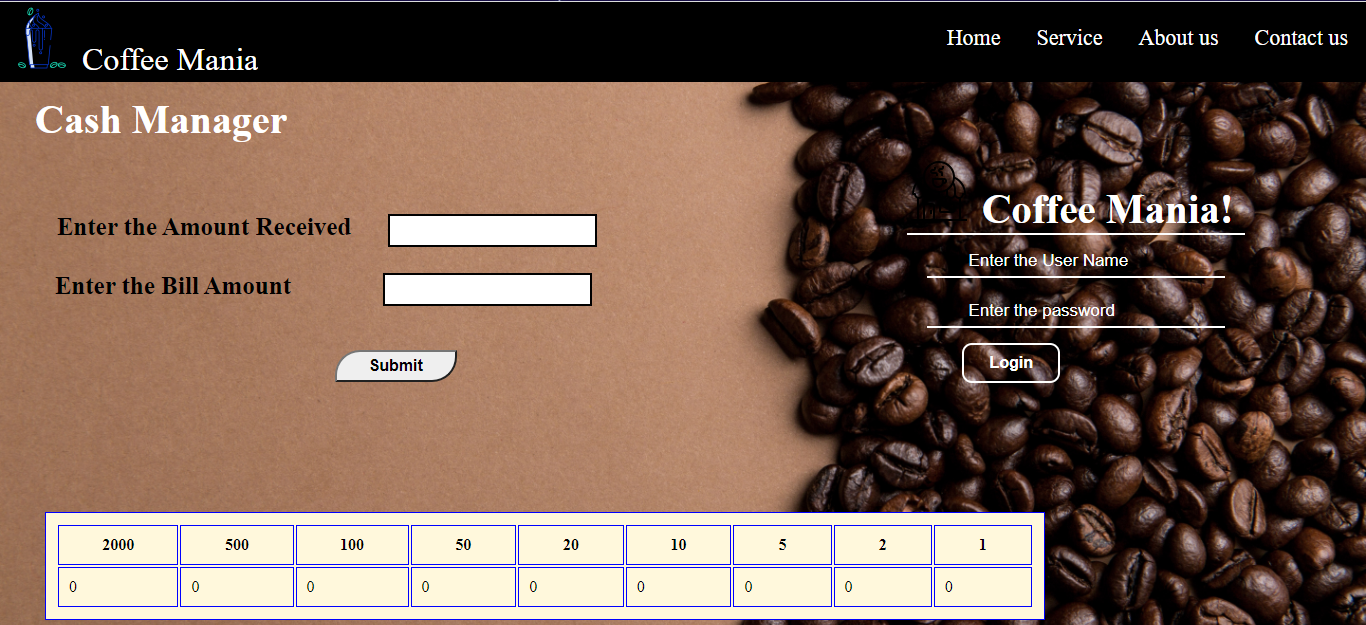 Coffee Mania
Home Service About us Contact us
Cash Manager
Enter the Amount Received
Enter the Bill Amount
Submit
Coffee Mania!
Enter the User Name
Enter the password
Login
2000 500 100 50 20 10 5 2 1
0 0 0 0 0 0 0 0 0